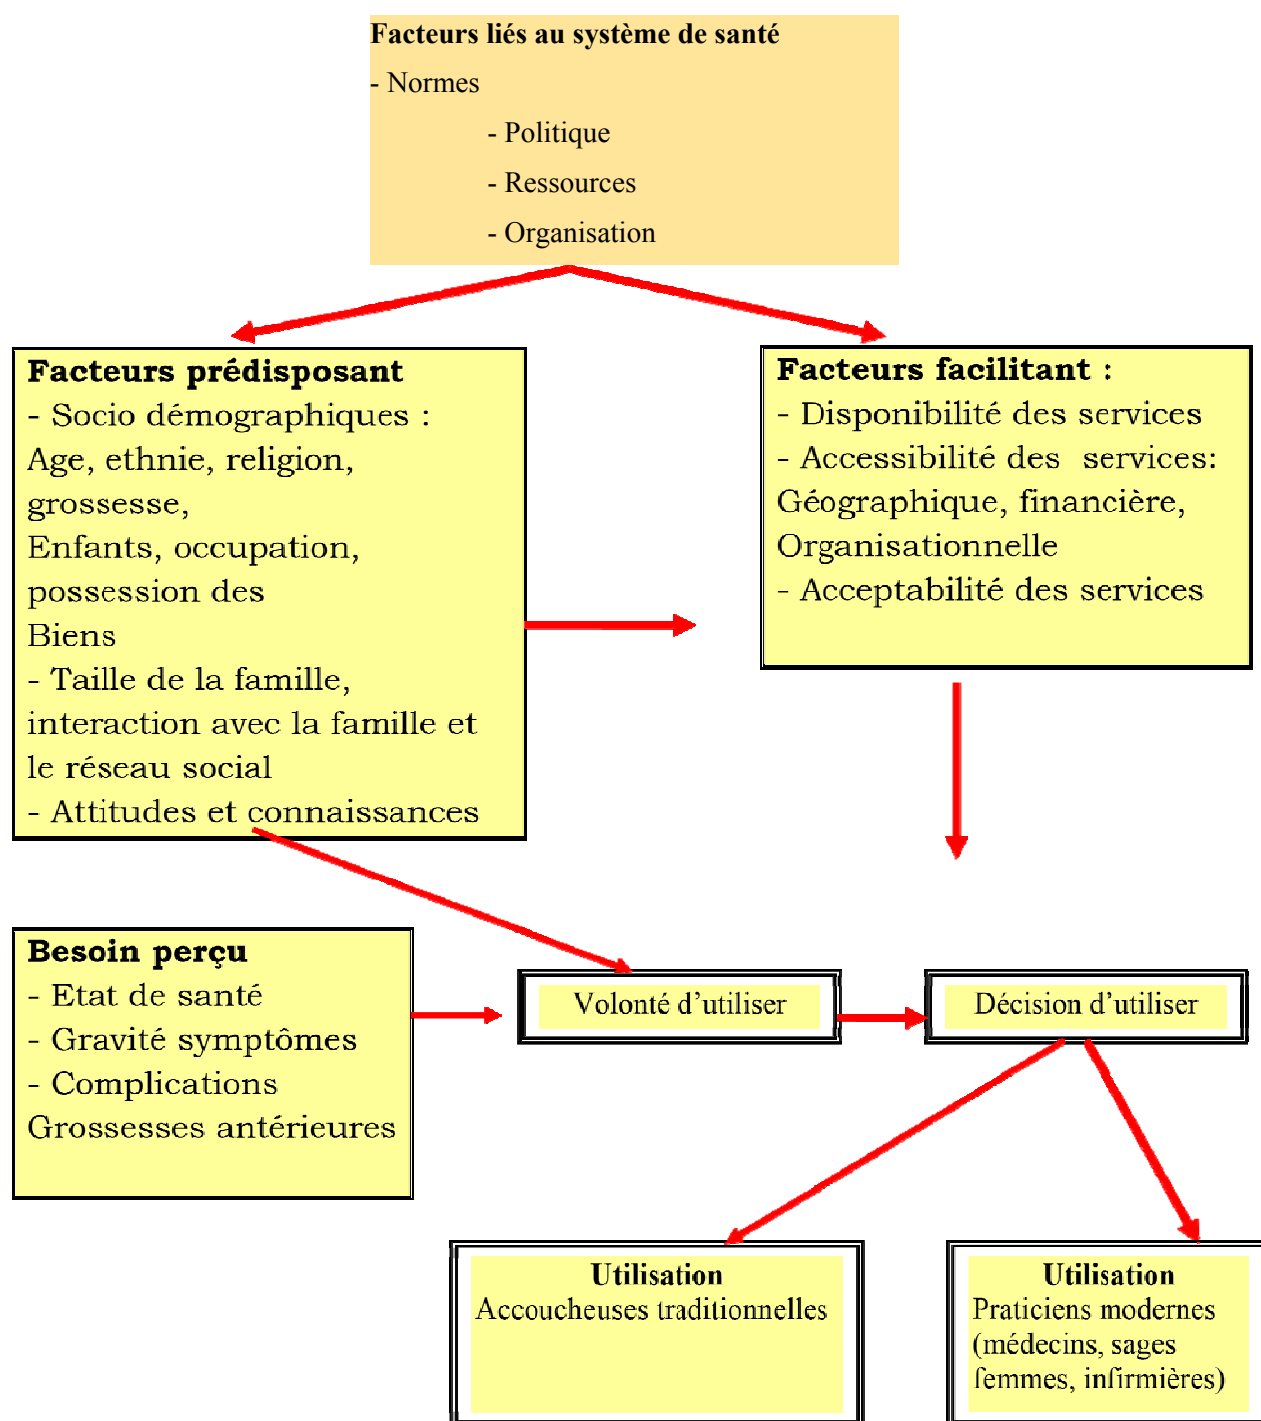 Facteurs liés au système de santé
- Normes
- Politique
- Ressources
- Organisation
Facteurs prédisposant
- Socio démographiques :
Age, ethnie, religion,
grossesse,
Enfants, occupation,
possession des
Biens
- Taille de la famille,
interaction avec la famille et
le réseau social
- Attitudes et connaissances
Facteurs facilitant :
- Disponibilité des services
- Accessibilité des services:
Géographique, financière,
Organisationnelle
- Acceptabilité des services
Besoin perçu
- Etat de santé
- Gravité symptômes
- Complications
Grossesses antérieures
Volonté d'utiliser
Décision d'utiliser
Utilisation
Accoucheuses traditionnelles
Utilisation
Praticiens modernes
(médecins, sages
femmes, infirmières)